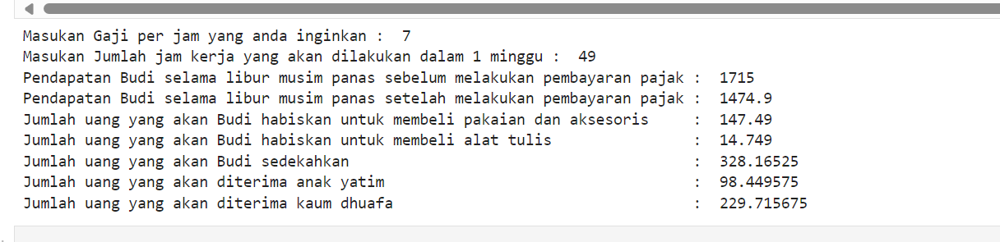 Masukan Gaji per jam yang anda inginkan :  7
Masukan Jumlah jam kerja yang akan dilakukan dalam 1 minggu :  49
Pendapatan Budi selama libur musim panas sebelum melakukan pembayaran pajak :  1715
Pendapatan Budi selama libur musim panas setelah melakukan pembayaran pajak :  1474.9
Jumlah uang yang akan Budi habiskan untuk membeli pakaian dan aksesoris     :  147.49
Jumlah uang yang akan Budi habiskan untuk membeli alat tulis                :  14.749
Jumlah uang yang akan Budi sedekahkan                                       :  328.16525
Jumlah uang yang akan diterima anak yatim                                   :  98.449575
Jumlah uang yang akan diterima kaum dhuafa                                  :  229.715675